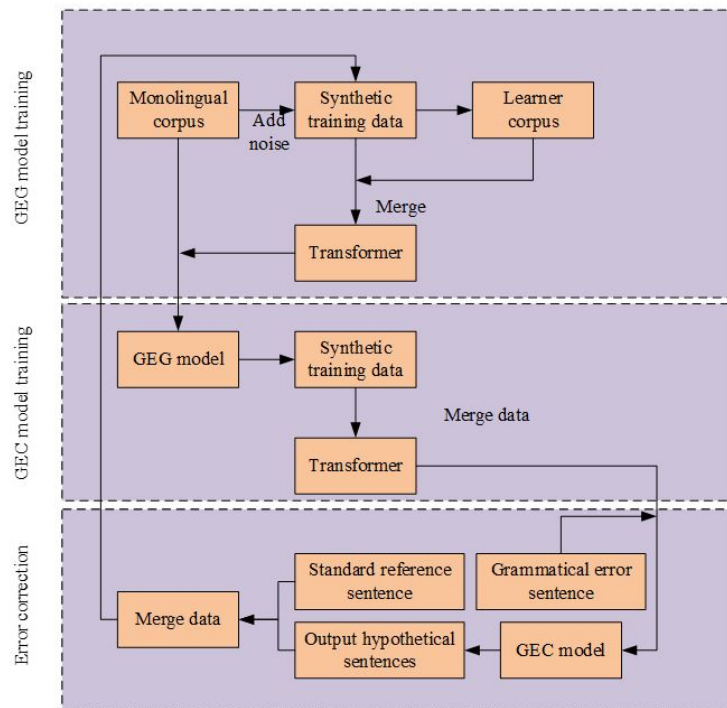 GEG model training
Monolingual
corpus
Add
noise
Synthetic
training data
Learner
corpus
Merge
Transformer
GEC model training
GEG model
Synthetic
training data
Merge data
Transformer
Error correction
Standard reference
sentence
Grammatical error
sentence
Merge data
Output hypothetical
sentences
GEC model